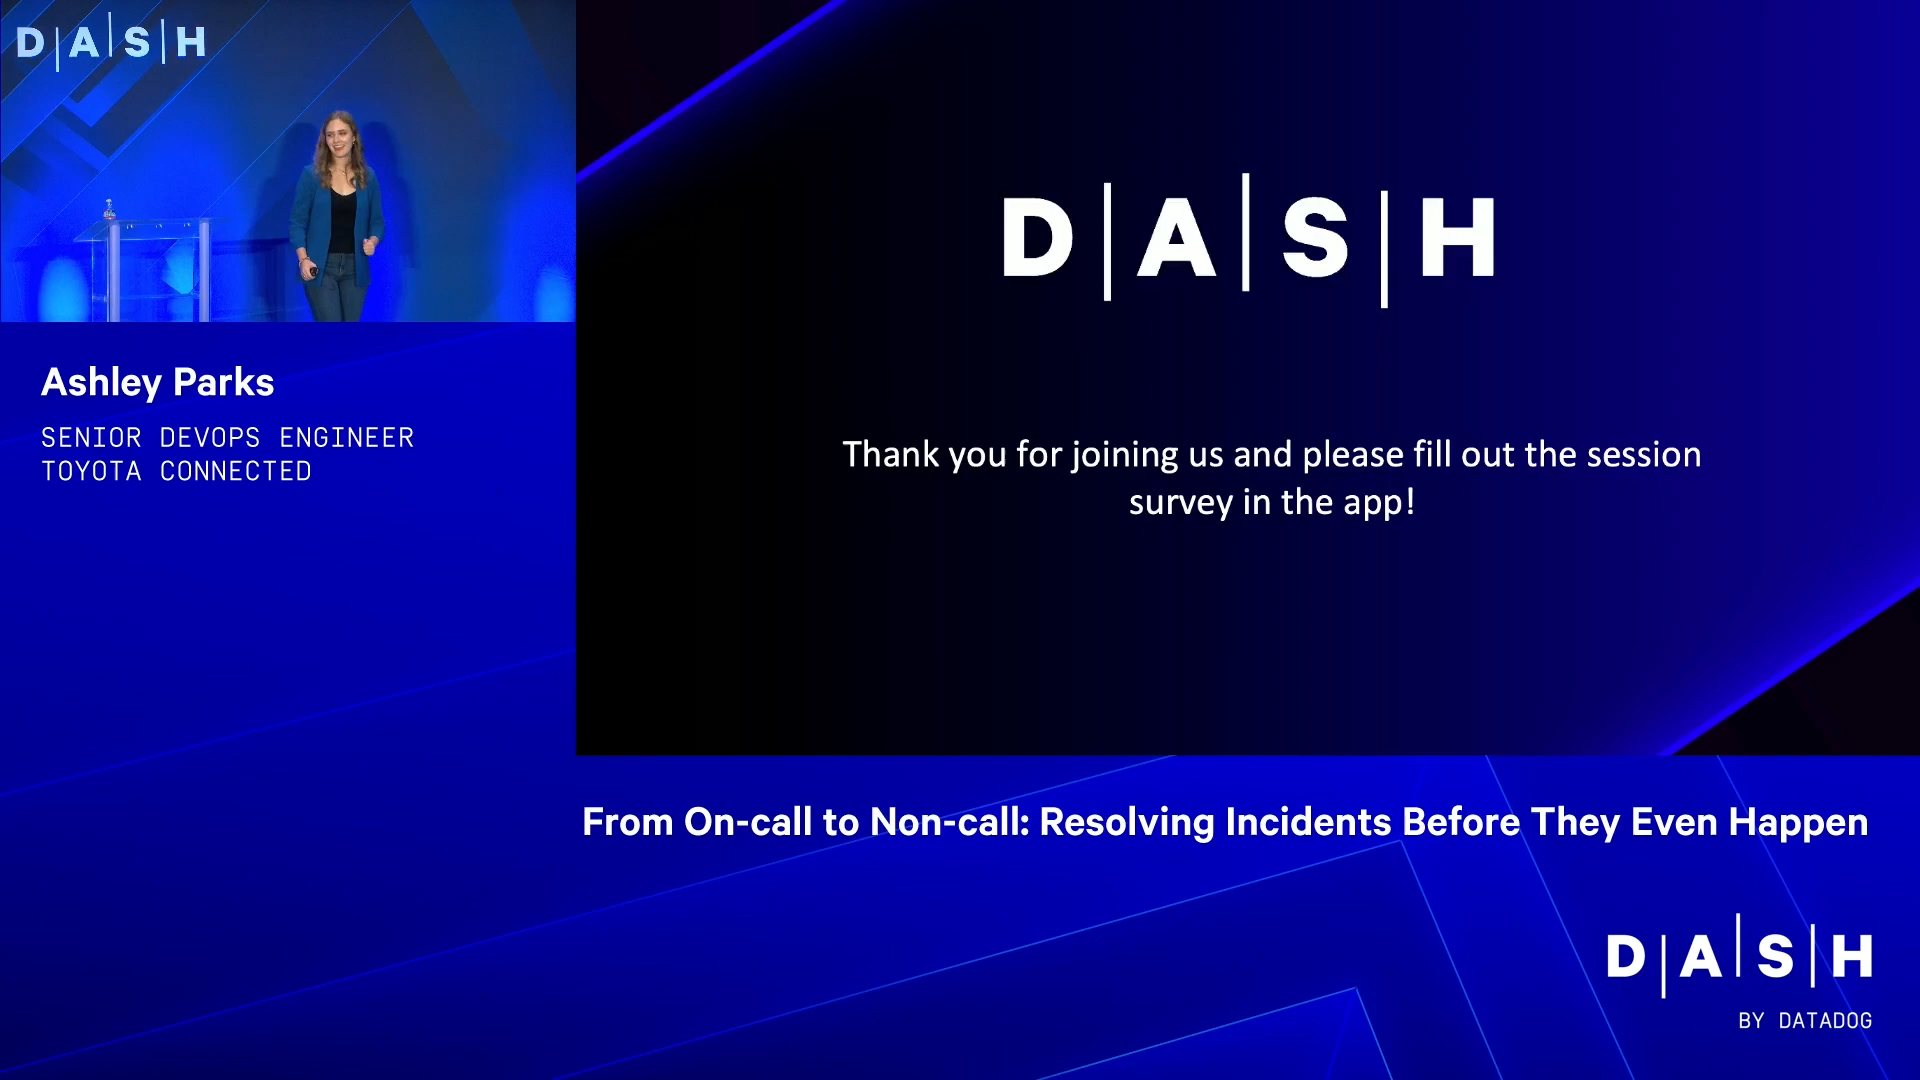 D|A|S|H
Ashley Parks
SENIOR DEVOPS ENGINEER
TOYOTA CONNECTED
D|A|S|H
Thank you for joining us and please fill out the session
survey in the app!
From On-call to Non-call: Resolving Incidents Before They Even Happen
D|A|S|H
BY DATADOG